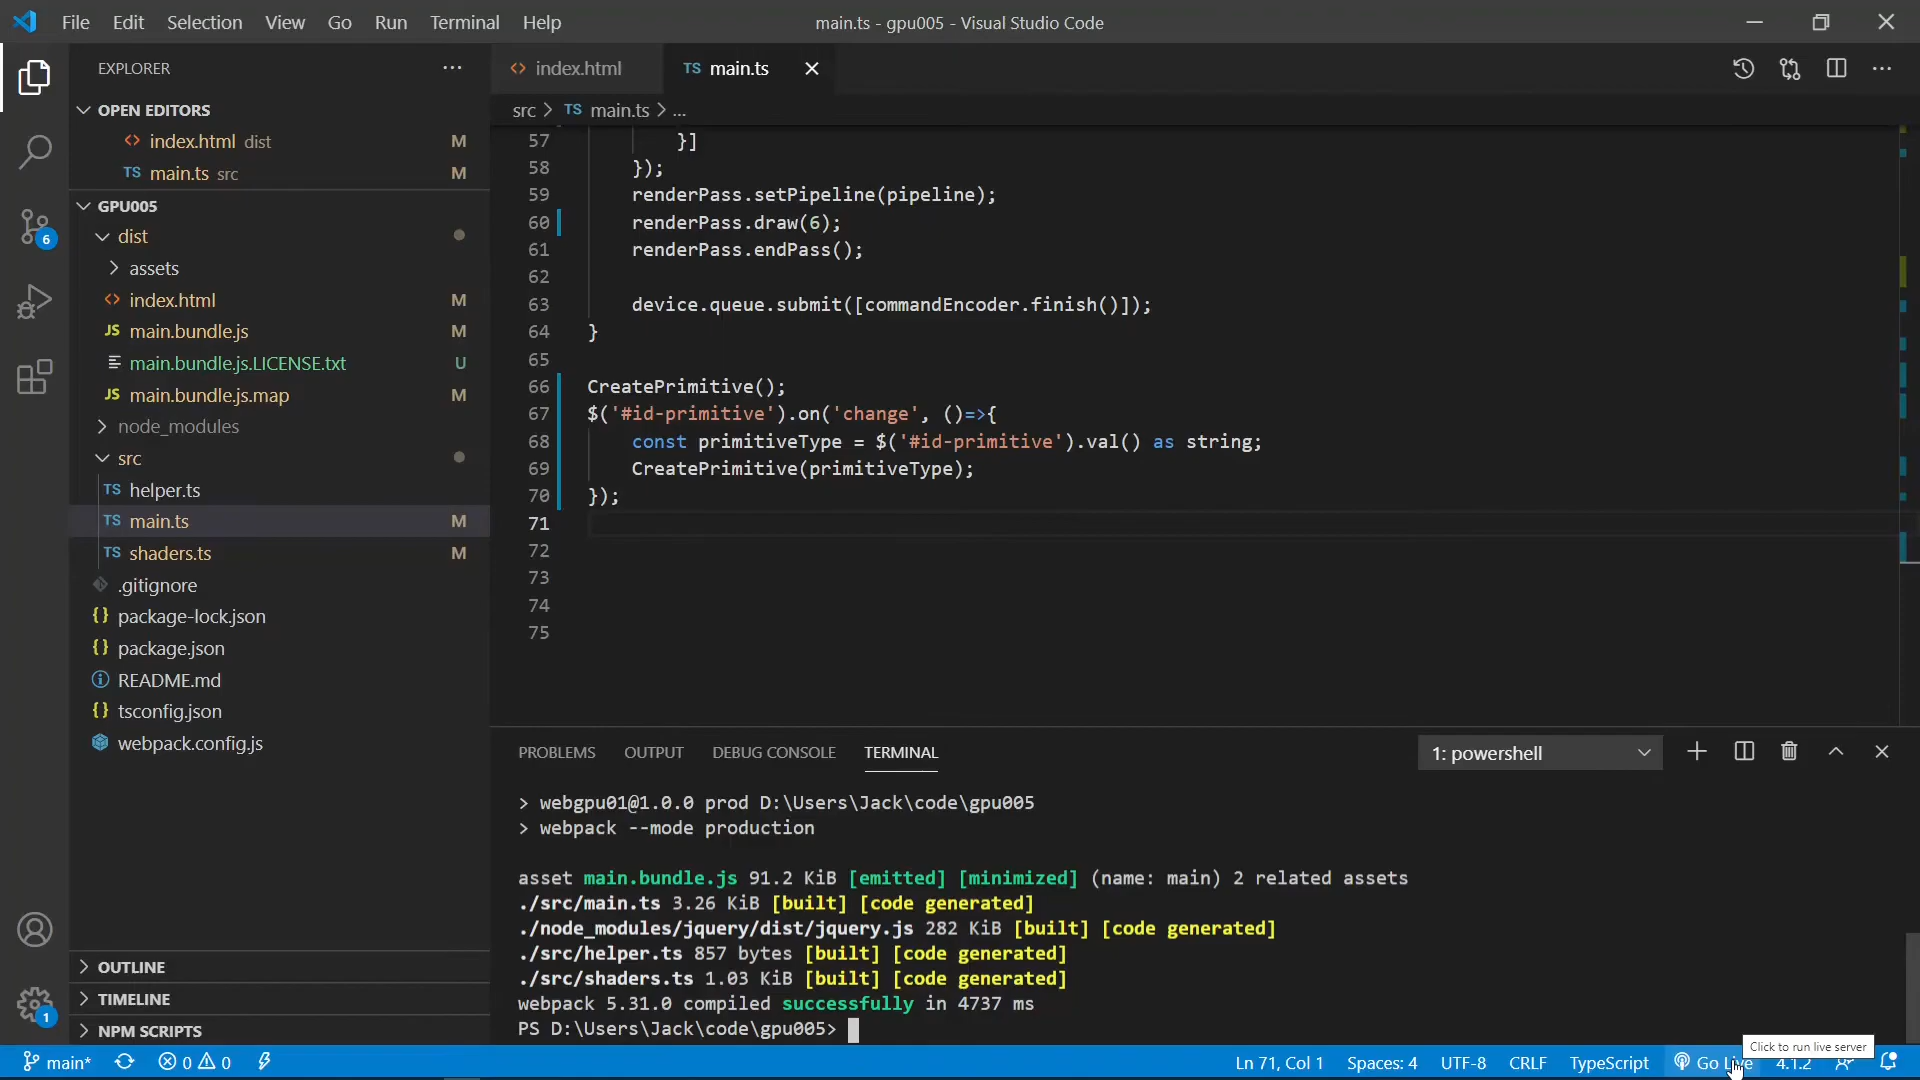 File Edit Selection View Go Run Terminal Help
main.ts - gpu005 - Visual Studio Code
EXPLORER
OPEN EDITORS
index.html dist M
TS main.ts src M
GPU005
dist
assets
index.html M
JS main.bundle.js M
main.bundle.js.LICENSE.txt U
JS main.bundle.js.map M
node_modules
src
TS helper.ts
TS main.ts M
TS shaders.ts M
.gitignore
{} package-lock.json
{} package.json
README.md
{} tsconfig.json
webpack.config.js
OUTLINE
TIMELINE
NPM SCRIPTS
6
1
index.html
TS main.ts
src > TS main.ts > ...
57 }]
58 });
59 renderPass.setPipeline(pipeline);
60 renderPass.draw(6);
61 renderPass.endPass();
62
63 device.queue.submit([commandEncoder.finish()]);
64 }
65
66 CreatePrimitive();
67 $('#id-primitive').on('change', ()=>{
68 const primitiveType = $('#id-primitive').val() as string;
69 CreatePrimitive(primitiveType);
70 });
71
72
73
74
75
PROBLEMS OUTPUT DEBUG CONSOLE TERMINAL
1: powershell
> webgpu01@1.0.0 prod D:\Users\Jack\code\gpu005
> webpack --mode production
asset main.bundle.js 91.2 KiB [emitted] [minimized] (name: main) 2 related assets
./src/main.ts 3.26 KiB [built] [code generated]
./node_modules/jquery/dist/jquery.js 282 KiB [built] [code generated]
./src/helper.ts 857 bytes [built] [code generated]
./src/shaders.ts 1.03 KiB [built] [code generated]
webpack 5.31.0 compiled successfully in 4737 ms
PS D:\Users\Jack\code\gpu005>
Click to run live server
main* 0 0
Ln 71, Col 1 Spaces: 4 UTF-8 CRLF TypeScript Go Live 4.1.2